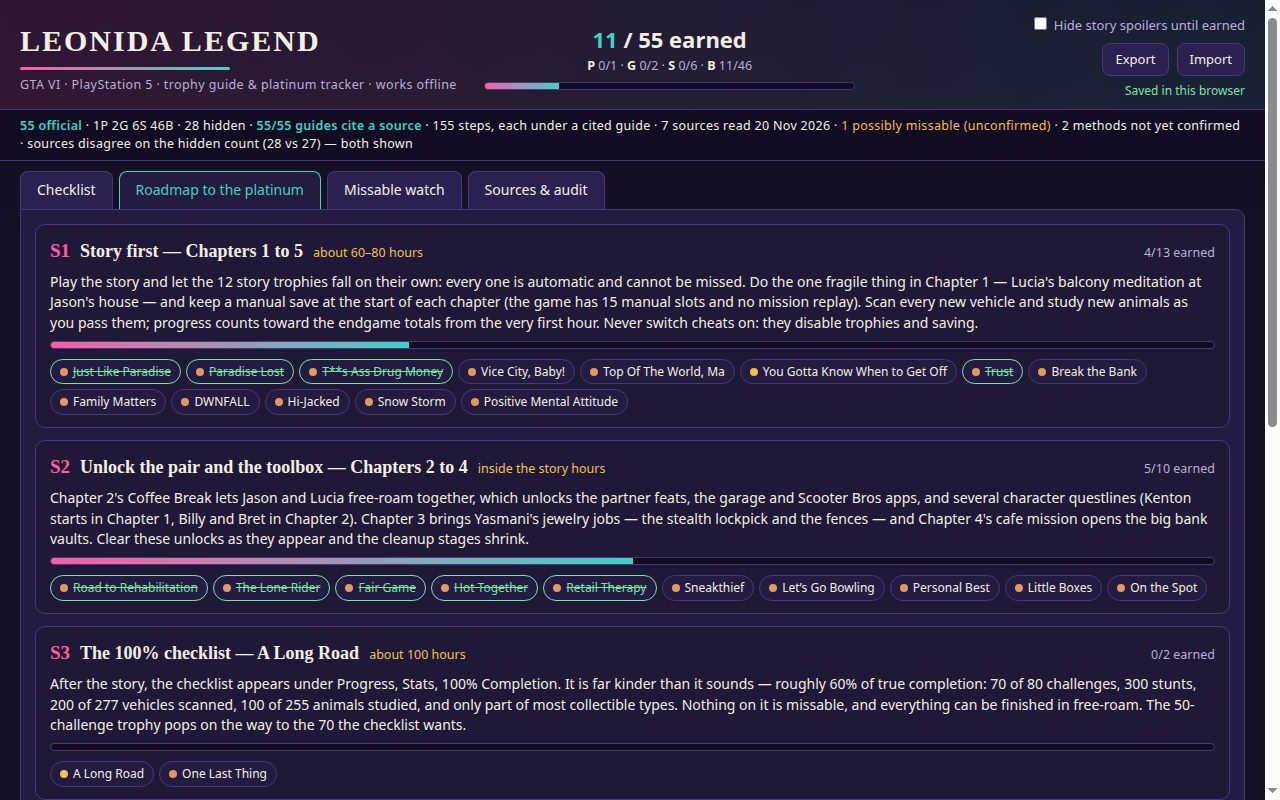 LEONIDA LEGEND
GTA VI · PlayStation 5 · trophy guide & platinum tracker · works offline
11 / 55 earned
P 0/1 · G 0/2 · S 0/6 · B 11/46
Hide story spoilers until earned
Export
Import
Saved in this browser
55 official · 1P 2G 6S 46B · 28 hidden · 55/55 guides cite a source · 155 steps, each under a cited guide · 7 sources read 20 Nov 2026 · 1 possibly missable (unconfirmed) · 2 methods not yet confirmed
· sources disagree on the hidden count (28 vs 27) — both shown
Checklist
Roadmap to the platinum
Missable watch
Sources & audit
S1 Story first — Chapters 1 to 5 about 60–80 hours 4/13 earned
Play the story and let the 12 story trophies fall on their own: every one is automatic and cannot be missed. Do the one fragile thing in Chapter 1 — Lucia's balcony meditation at
Jason's house — and keep a manual save at the start of each chapter (the game has 15 manual slots and no mission replay). Scan every new vehicle and study new animals as
you pass them; progress counts toward the endgame totals from the very first hour. Never switch cheats on: they disable trophies and saving.
Just Like Paradise Paradise Lost T**s Ass Drug Money Vice City, Baby! Top Of The World, Ma You Gotta Know When to Get Off Trust Break the Bank
Family Matters DWNFALL Hi-Jacked Snow Storm Positive Mental Attitude
S2 Unlock the pair and the toolbox — Chapters 2 to 4 inside the story hours 5/10 earned
Chapter 2's Coffee Break lets Jason and Lucia free-roam together, which unlocks the partner feats, the garage and Scooter Bros apps, and several character questlines (Kenton
starts in Chapter 1, Billy and Bret in Chapter 2). Chapter 3 brings Yasmani's jewelry jobs — the stealth lockpick and the fences — and Chapter 4's cafe mission opens the big bank
vaults. Clear these unlocks as they appear and the cleanup stages shrink.
Road to Rehabilitation The Lone Rider Fair Game Hot Together Retail Therapy Sneakthief Let's Go Bowling Personal Best Little Boxes On the Spot
S3 The 100% checklist — A Long Road about 100 hours 0/2 earned
After the story, the checklist appears under Progress, Stats, 100% Completion. It is far kinder than it sounds — roughly 60% of true completion: 70 of 80 challenges, 300 stunts,
200 of 277 vehicles scanned, 100 of 255 animals studied, and only part of most collectible types. Nothing on it is missable, and everything can be finished in free-roam. The 50-
challenge trophy pops on the way to the 70 the checklist wants.
A Long Road One Last Thing